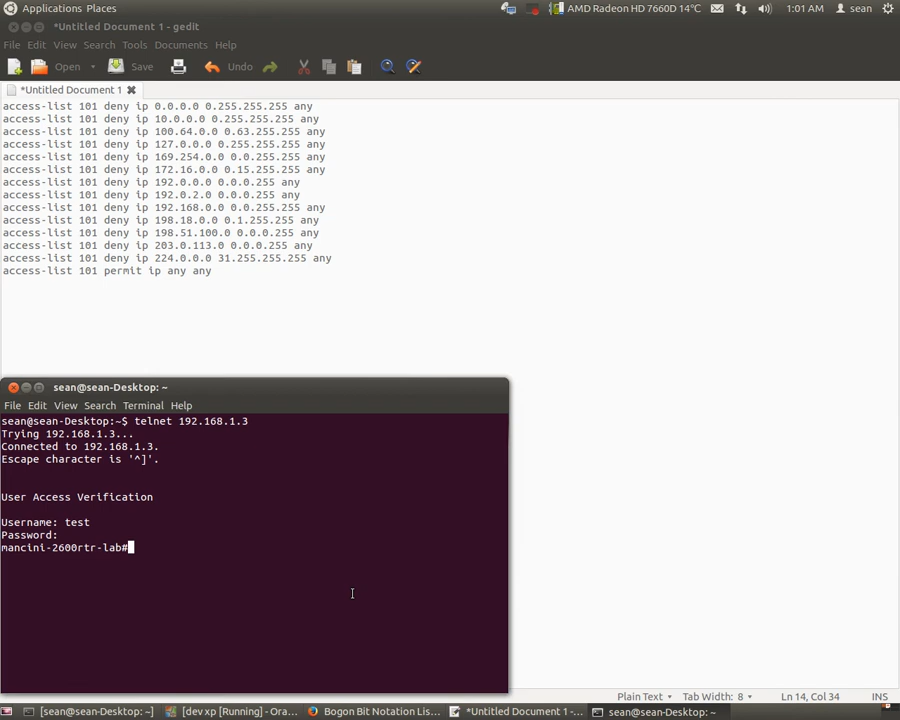 Applications Places
AMD Radeon HD 7660D 14°C
1:01 AM
sean
*Untitled Document 1 - gedit
File Edit View Search Tools Documents Help
Open Save Undo
*Untitled Document 1
access-list 101 deny ip 0.0.0.0 0.255.255.255 any
access-list 101 deny ip 10.0.0.0 0.255.255.255 any
access-list 101 deny ip 100.64.0.0 0.63.255.255 any
access-list 101 deny ip 127.0.0.0 0.255.255.255 any
access-list 101 deny ip 169.254.0.0 0.0.255.255 any
access-list 101 deny ip 172.16.0.0 0.15.255.255 any
access-list 101 deny ip 192.0.0.0 0.0.0.255 any
access-list 101 deny ip 192.0.2.0 0.0.0.255 any
access-list 101 deny ip 192.168.0.0 0.0.255.255 any
access-list 101 deny ip 198.18.0.0 0.1.255.255 any
access-list 101 deny ip 198.51.100.0 0.0.0.255 any
access-list 101 deny ip 203.0.113.0 0.0.0.255 any
access-list 101 deny ip 224.0.0.0 31.255.255.255 any
access-list 101 permit ip any any
sean@sean-Desktop: ~
File Edit View Search Terminal Help
sean@sean-Desktop:~$ telnet 192.168.1.3
Trying 192.168.1.3...
Connected to 192.168.1.3.
Escape character is '^]'.
User Access Verification
Username: test
Password:
mancini-2600rtr-lab#
Plain Text Tab Width: 8 Ln 14, Col 34 INS
[sean@sean-Desktop: ~] [dev xp [Running] - Ora... Bogon Bit Notation Lis... *Untitled Document 1 -... sean@sean-Desktop: ~